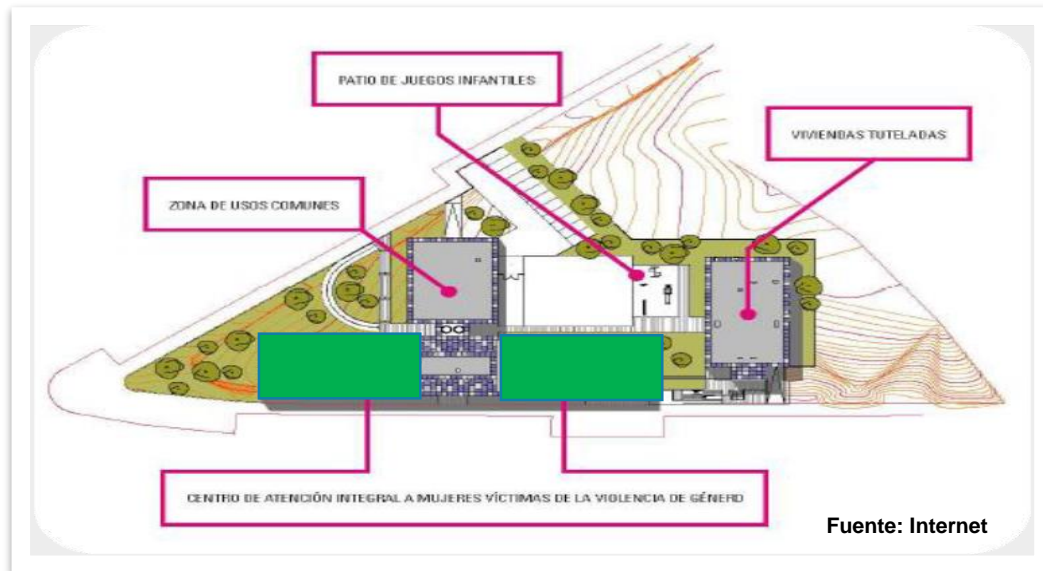 PATIO DE JUEGOS INFANTILES
VIVIENDAS TUTELADAS
ZONA DE USOS COMUNES
CENTRO DE ATENCIÓN INTEGRAL A MUJERES VÍCTIMAS DE LA VIOLENCIA DE GÉNERO
Fuente: Internet